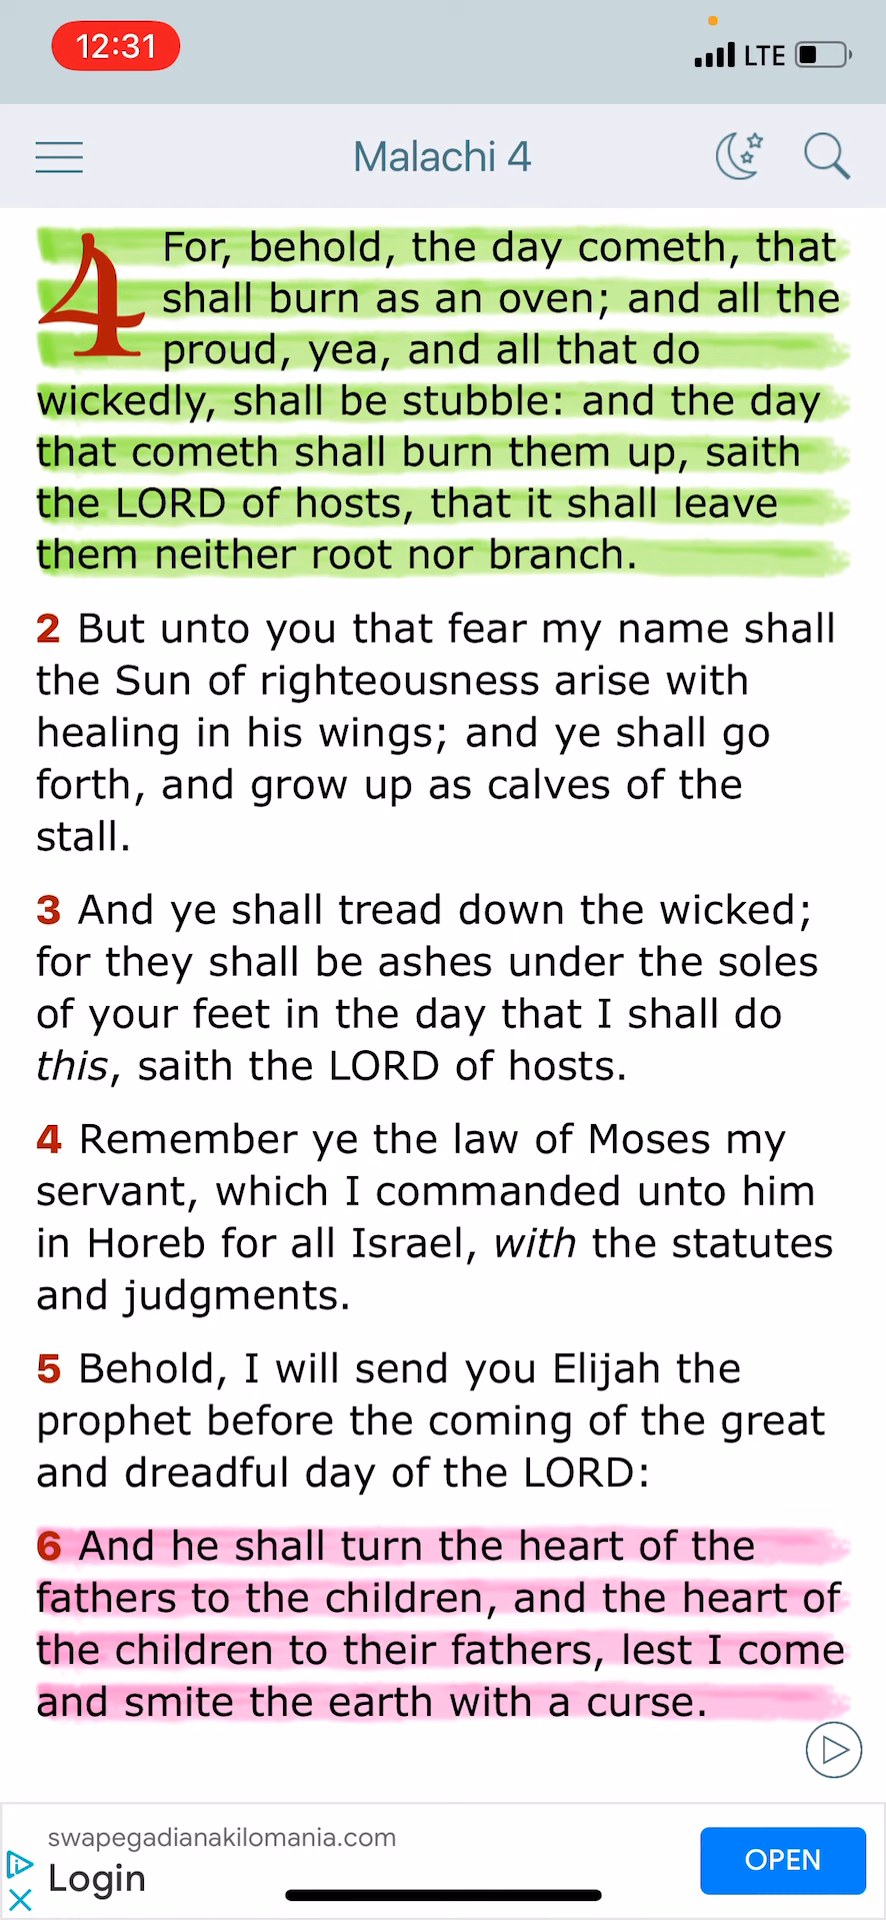 12:31
LTE
Malachi 4
4 For, behold, the day cometh, that
shall burn as an oven; and all the
proud, yea, and all that do
wickedly, shall be stubble: and the day
that cometh shall burn them up, saith
the LORD of hosts, that it shall leave
them neither root nor branch.
2 But unto you that fear my name shall
the Sun of righteousness arise with
healing in his wings; and ye shall go
forth, and grow up as calves of the
stall.
3 And ye shall tread down the wicked;
for they shall be ashes under the soles
of your feet in the day that I shall do
this, saith the LORD of hosts.
4 Remember ye the law of Moses my
servant, which I commanded unto him
in Horeb for all Israel, with the statutes
and judgments.
5 Behold, I will send you Elijah the
prophet before the coming of the great
and dreadful day of the LORD:
6 And he shall turn the heart of the
fathers to the children, and the heart of
the children to their fathers, lest I come
and smite the earth with a curse.
swapegadianakilomania.com
Login
OPEN